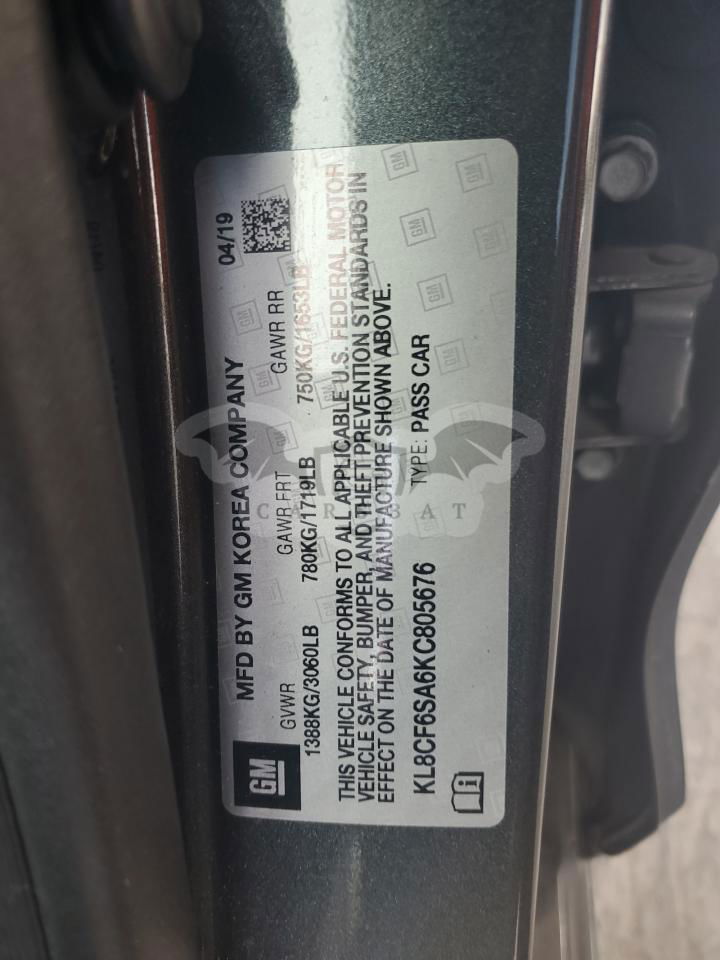 MFD BY GM KOREA COMPANY 04/19
GM
GVWR GAWR FRT GAWR RR
1388KG/3060LB 780KG/1719LB 750KG/1653LB
THIS VEHICLE CONFORMS TO ALL APPLICABLE U.S. FEDERAL MOTOR
VEHICLE SAFETY, BUMPER, AND THEFT PREVENTION STANDARDS IN
EFFECT ON THE DATE OF MANUFACTURE SHOWN ABOVE.
KL8CF6SA6KC805676 TYPE: PASS CAR